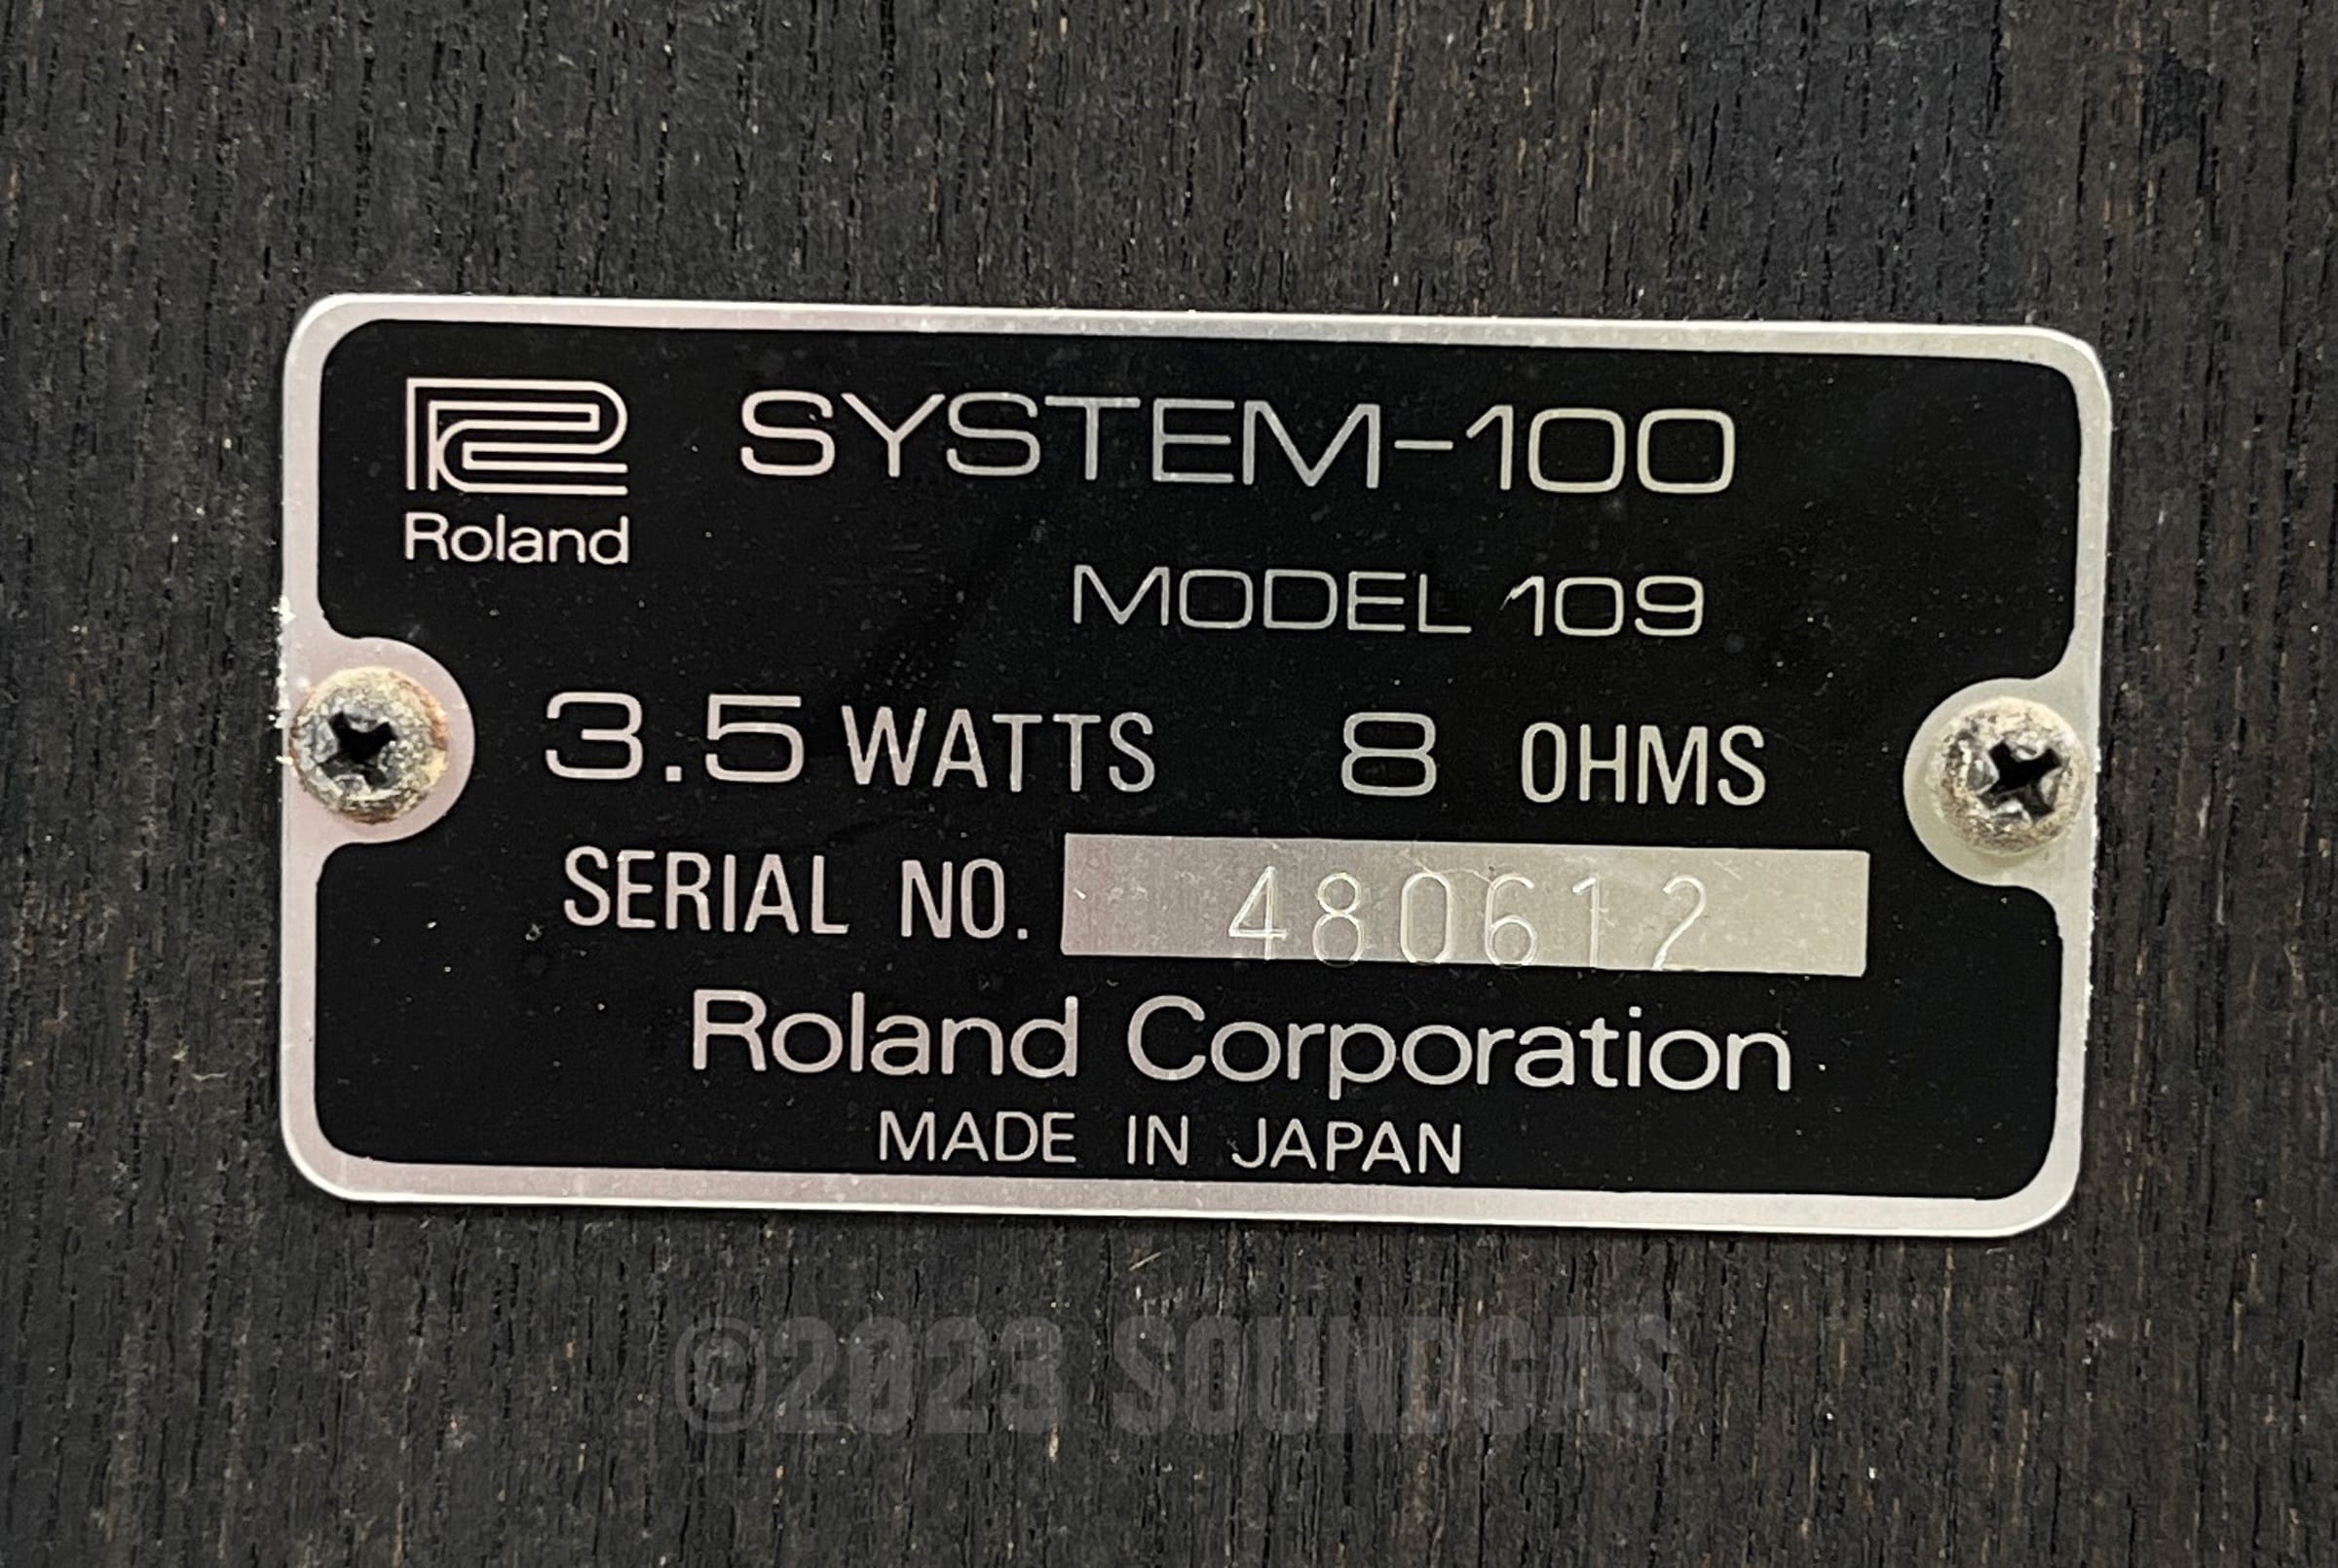 SYSTEM-100
Roland
MODEL 109
3.5 WATTS 8 OHMS
SERIAL NO. 480612
Roland Corporation
MADE IN JAPAN
©2023 SOUNDGAS